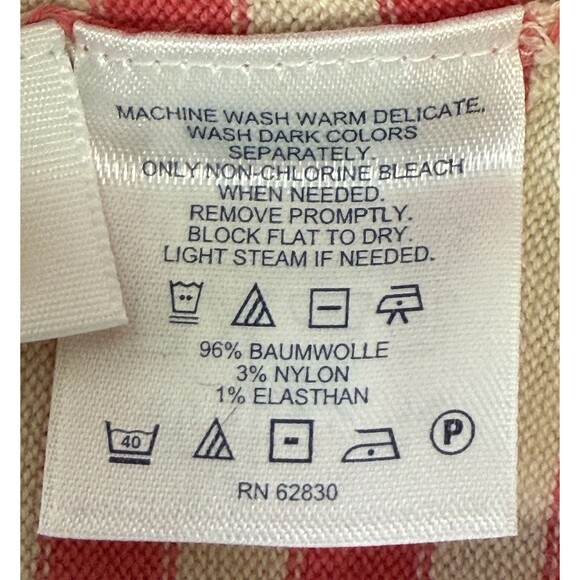 MACHINE WASH WARM DELICATE.
WASH DARK COLORS
SEPARATELY
ONLY NON-CHLORINE BLEACH
WHEN NEEDED.
REMOVE PROMPTLY.
BLOCK FLAT TO DRY.
LIGHT STEAM IF NEEDED.
96% BAUMWOLLE
3% NYLON
1% ELASTHAN
40 P
RN 62830